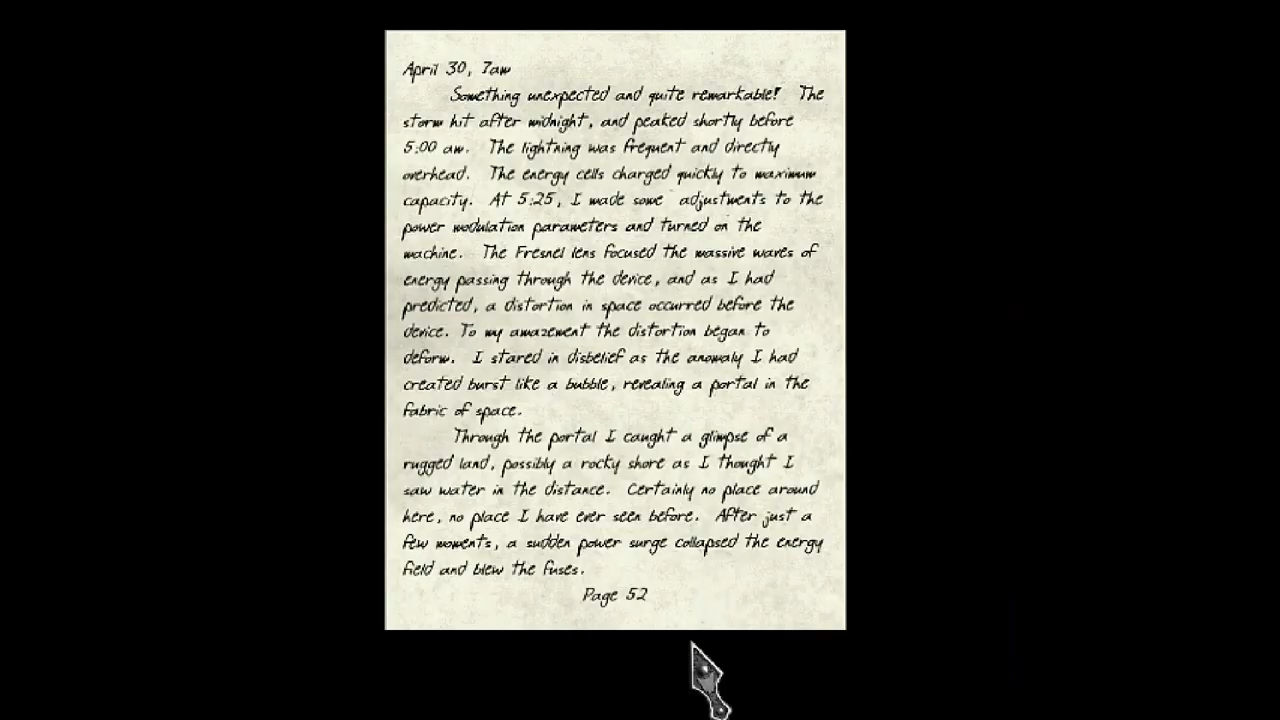 April 30, 7am
Something unexpected and quite remarkable! The
storm hit after midnight, and peaked shortly before
5:00 am. The lightning was frequent and directly
overhead. The energy cells charged quickly to maximum
capacity. At 5:25, I made some adjustments to the
power modulation parameters and turned on the
machine. The Fresnel lens focused the massive waves of
energy passing through the device, and as I had
predicted, a distortion in space occurred before the
device. To my amazement the distortion began to
deform. I stared in disbelief as the anomaly I had
created burst like a bubble, revealing a portal in the
fabric of space.
Through the portal I caught a glimpse of a
rugged land, possibly a rocky shore as I thought I
saw water in the distance. Certainly no place around
here, no place I have ever seen before. After just a
few moments, a sudden power surge collapsed the energy
field and blew the fuses.
Page 52